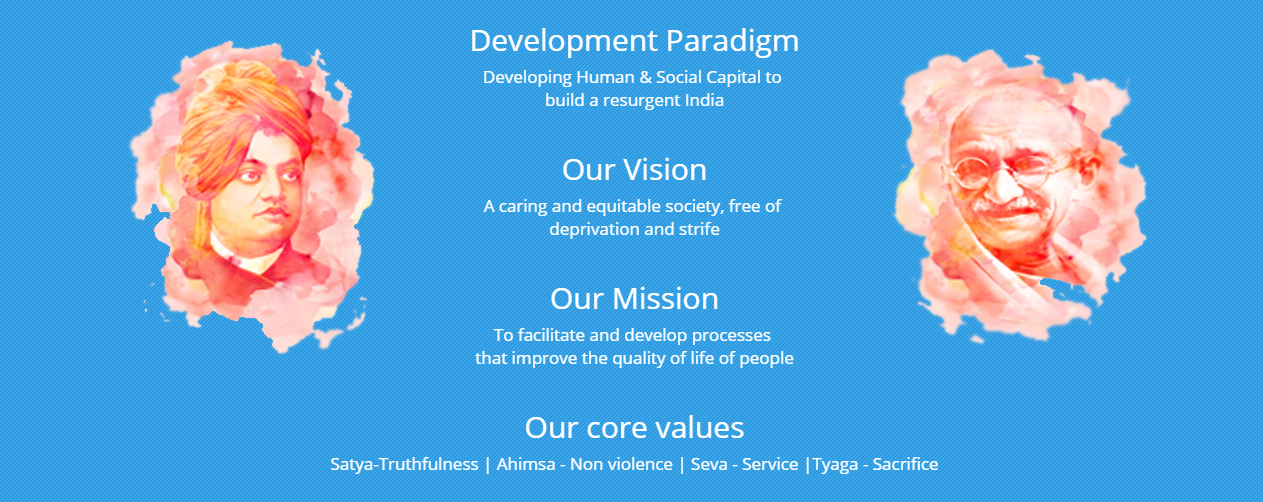 Development Paradigm
Developing Human & Social Capital to
build a resurgent India
Our Vision
A caring and equitable society, free of
deprivation and strife
Our Mission
To facilitate and develop processes
that improve the quality of life of people
Our core values
Satya-Truthfulness | Ahimsa - Non violence | Seva - Service |Tyaga - Sacrifice